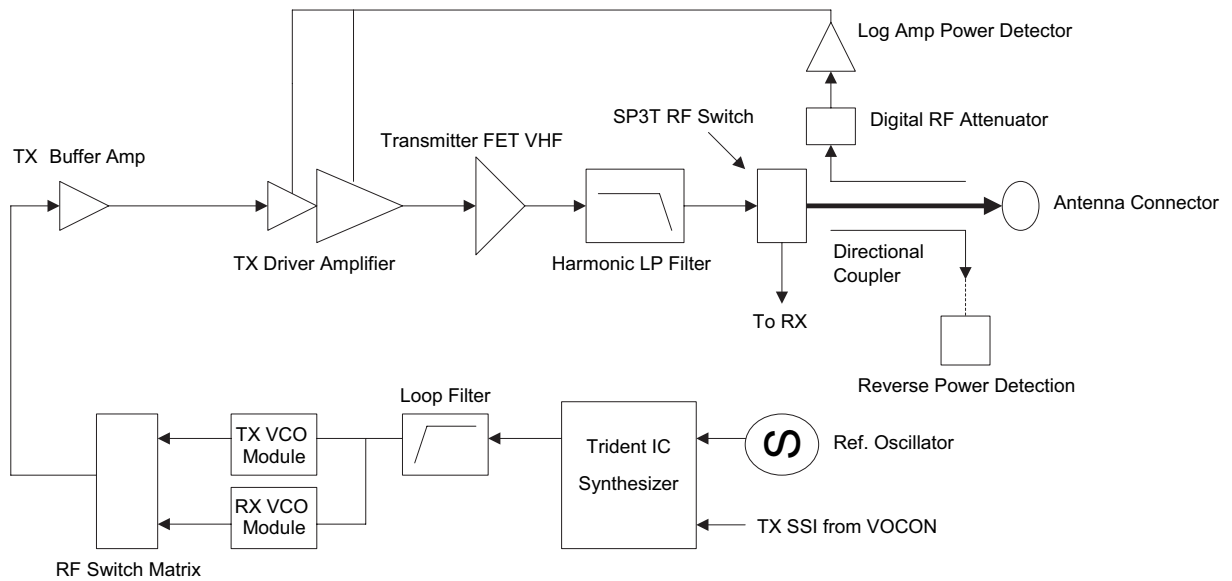 Log Amp Power Detector
SP3T RF Switch
Digital RF Attenuator
Transmitter FET VHF
TX Buffer Amp
Antenna Connector
TX Driver Amplifier
Harmonic LP Filter
Directional
Coupler
To RX
Reverse Power Detection
Loop Filter
TX VCO
Module
Trident IC
Synthesizer
S
Ref. Oscillator
RX VCO
Module
TX SSI from VOCON
RF Switch Matrix